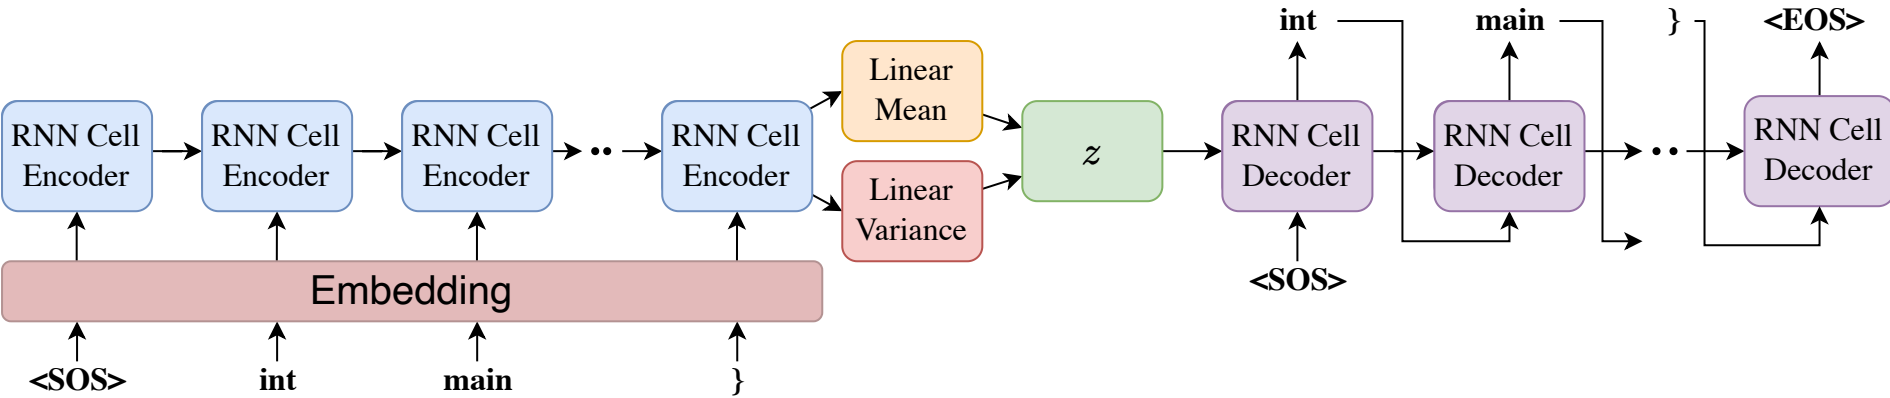 int
main
}
<EOS>
Linear
Mean
RNN Cell
Encoder
RNN Cell
Encoder
RNN Cell
Encoder
RNN Cell
Encoder
z
RNN Cell
Decoder
RNN Cell
Decoder
RNN Cell
Decoder
Linear
Variance
Embedding
<SOS>
<SOS>
int
main
}